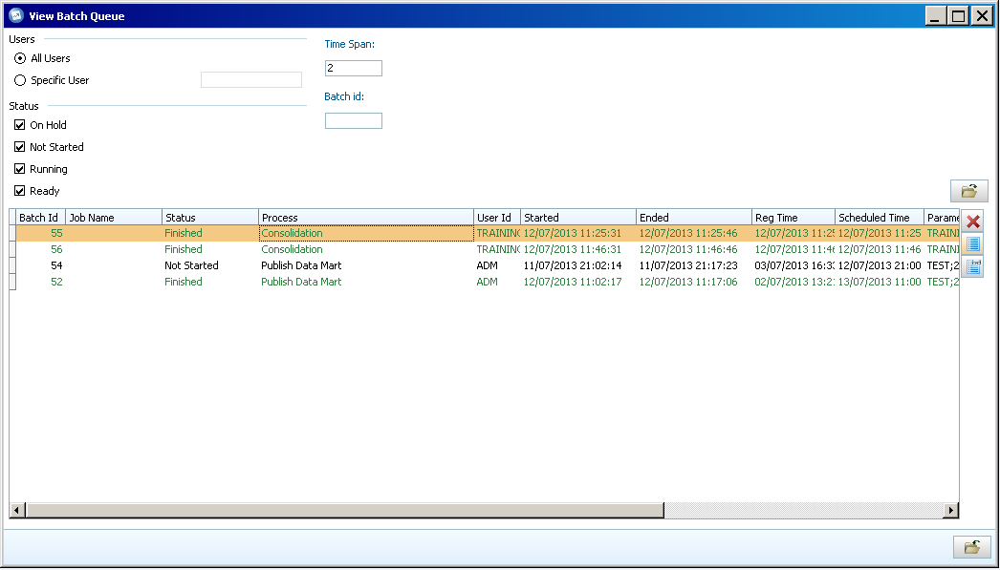 View Batch Queue
Users
All Users
Specific User
Time Span:
2
Batch id:
Status
On Hold
Not Started
Running
Ready
Batch Id Job Name Status Process User Id Started Ended Reg Time Scheduled Time Parame
55 Finished Consolidation TRAINING 12/07/2013 11:25:31 12/07/2013 11:25:46 12/07/2013 11:25 12/07/2013 11:25 TRAINI
56 Finished Consolidation TRAINING 12/07/2013 11:46:31 12/07/2013 11:46:46 12/07/2013 11:46 12/07/2013 11:46 TRAINI
54 Not Started Publish Data Mart ADM 11/07/2013 21:02:14 11/07/2013 21:17:23 03/07/2013 16:3 12/07/2013 21:00 TEST;2
52 Finished Publish Data Mart ADM 12/07/2013 11:02:17 12/07/2013 11:17:06 02/07/2013 13:2 13/07/2013 11:00 TEST;2